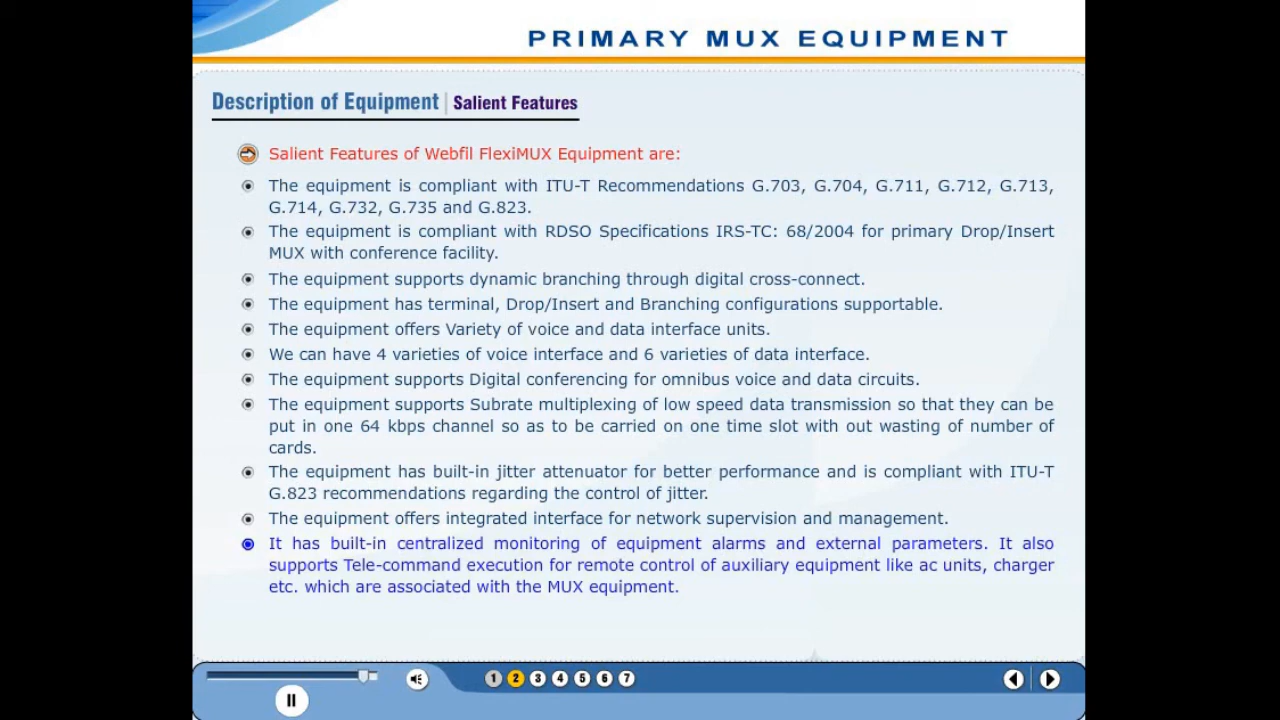 PRIMARY MUX EQUIPMENT
Description of Equipment | Salient Features
Salient Features of Webfil FlexiMUX Equipment are:
The equipment is compliant with ITU-T Recommendations G.703, G.704, G.711, G.712, G.713,
G.714, G.732, G.735 and G.823.
The equipment is compliant with RDSO Specifications IRS-TC: 68/2004 for primary Drop/Insert
MUX with conference facility.
The equipment supports dynamic branching through digital cross-connect.
The equipment has terminal, Drop/Insert and Branching configurations supportable.
The equipment offers Variety of voice and data interface units.
We can have 4 varieties of voice interface and 6 varieties of data interface.
The equipment supports Digital conferencing for omnibus voice and data circuits.
The equipment supports Subrate multiplexing of low speed data transmission so that they can be
put in one 64 kbps channel so as to be carried on one time slot with out wasting of number of
cards.
The equipment has built-in jitter attenuator for better performance and is compliant with ITU-T
G.823 recommendations regarding the control of jitter.
The equipment offers integrated interface for network supervision and management.
It has built-in centralized monitoring of equipment alarms and external parameters. It also
supports Tele-command execution for remote control of auxiliary equipment like ac units, charger
etc. which are associated with the MUX equipment.
1 2 3 4 5 6 7